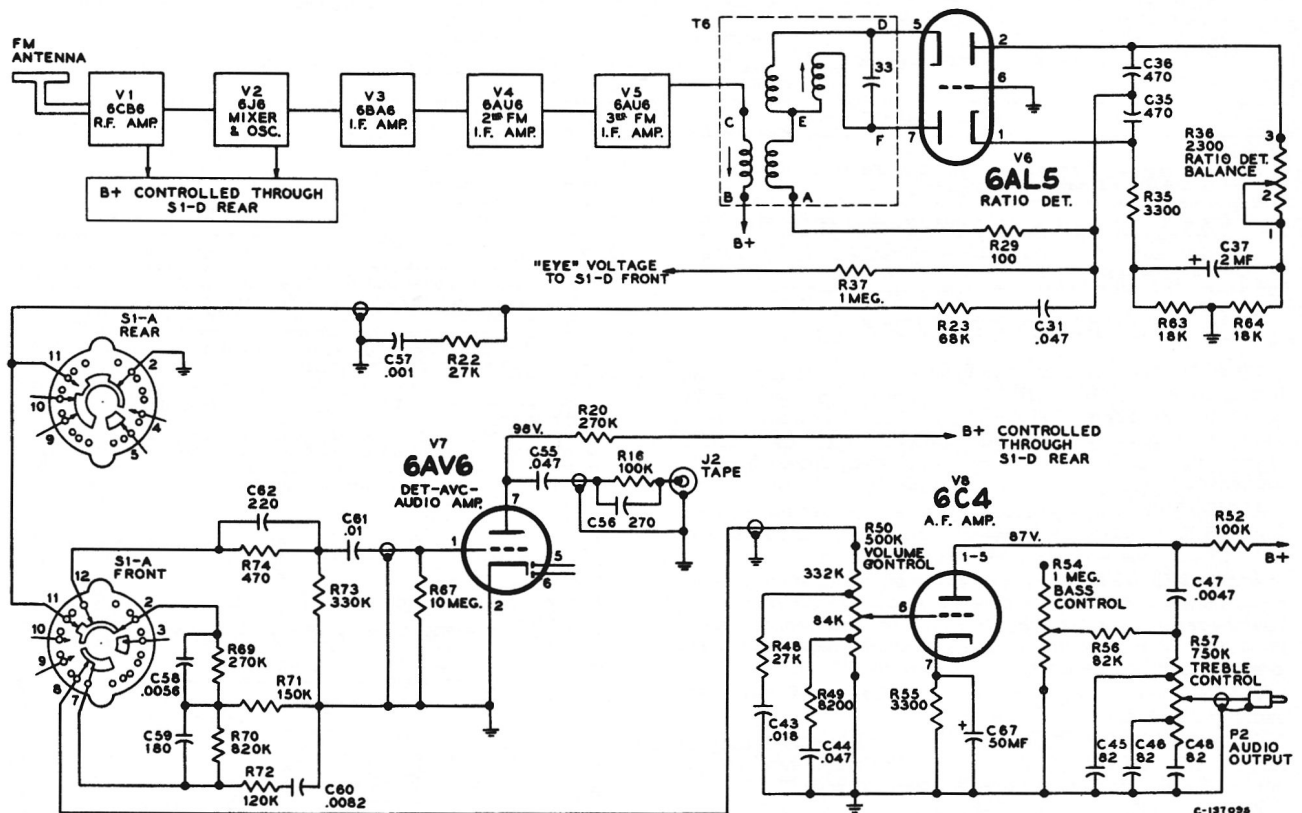 FM
ANTENNA
V1
6CB6
R.F. AMP.
V2
6J6
MIXER
& OSC.
V3
6BA6
I.F. AMP.
V4
6AU6
2ND FM
I.F. AMP.
V5
6AU6
3RD FM
I.F. AMP.
B+ CONTROLLED THROUGH
S1-D REAR
T6
D
33
C
E
F
B
A
B+
5
2
6
7
1
V6
6AL5
RATIO DET.
C36
470
C35
470
R36
2300
RATIO DET.
BALANCE
3
2
1
R35
3300
C37
2 MF
+
R63
18K
R64
18K
R29
100
"EYE" VOLTAGE
TO S1-D FRONT
R37
1 MEG.
R23
68K
C31
.047
C57
.001
R22
27K
S1-A
REAR
11
2
10
9
4
5
V7
6AV6
DET-AVC-
AUDIO AMP.
98V.
R20
270K
B+ CONTROLLED
THROUGH
S1-D REAR
C55
.047
R16
100K
J2
TAPE
C56 270
7
1
5
6
2
C62
220
R74
470
C61
.01
R73
330K
R67
10 MEG.
S1-A
FRONT
12
11
2
10
3
9
8
7
R69
270K
C58
.0056
R71
150K
C59
180
R70
820K
R72
120K
C60
.0082
R50
500K
VOLUME
CONTROL
332K
84K
R48
27K
R49
8200
C43
.018
C44
.047
V8
6C4
A.F. AMP.
87V.
1-5
6
7
R55
3300
+
C67
50MF
R52
100K
B+
R54
1 MEG.
BASS
CONTROL
C47
.0047
R56
82K
R57
750K
TREBLE
CONTROL
C45
82
C46
82
C48
82
P2
AUDIO
OUTPUT